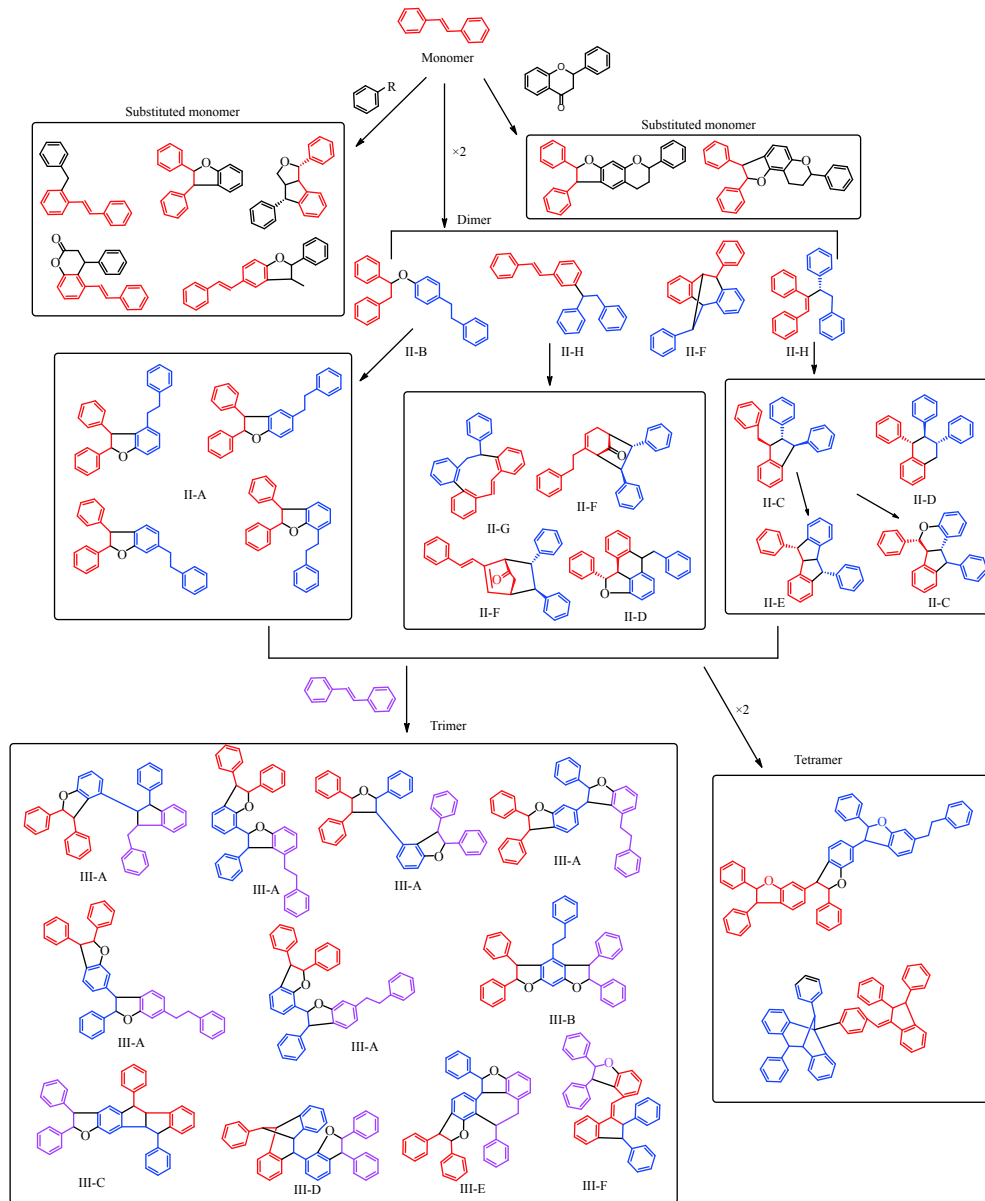 Monomer
R
O
O
Substituted monomer
Substituted monomer
×2
O
O
O
O
O
O
O
O
O
Dimer
O
II-B
II-H
II-F
II-H
O
O
II-A
O
O
II-G
O
II-F
O
II-F
O
II-D
II-C
II-D
O
II-E
II-C
×2
Trimer
Tetramer
O
III-A
O
O
III-A
O
O
III-A
O
O
III-A
O
O
III-A
O
O
III-A
O
O
III-B
O
III-C
O
III-D
O
O
III-E
O
III-F
O
O
O